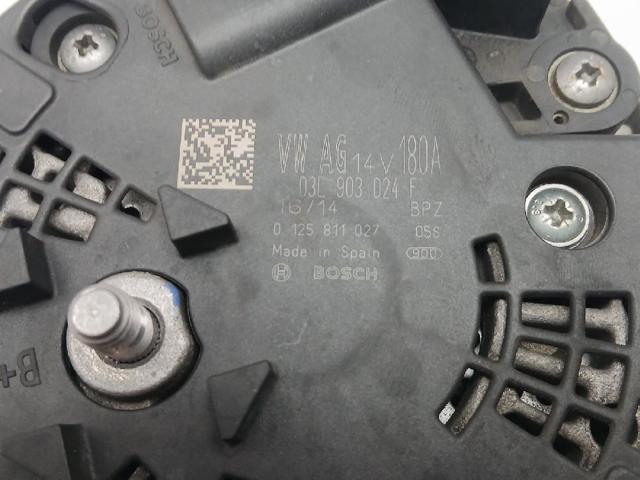 BOSCH
VW AG 14V 180A
03L 903 024 F
16/14 BPZ
0 125 811 027 05S
Made in Spain
BOSCH
B+